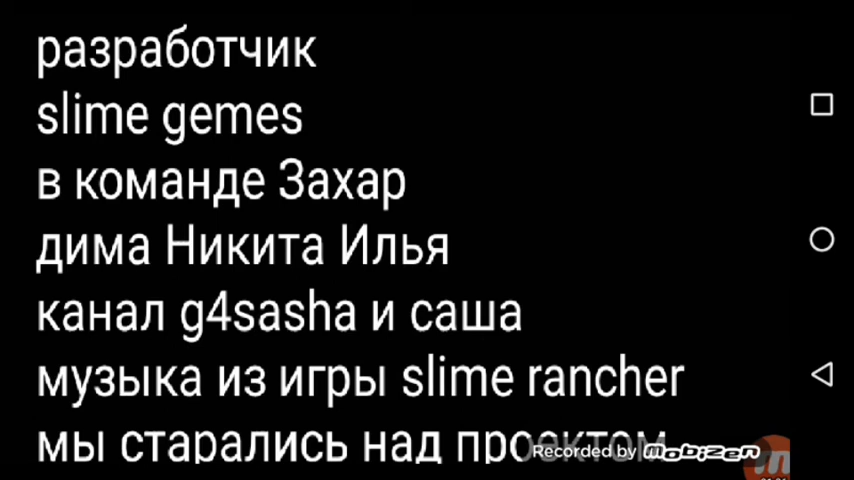 разработчик
slime gemes
в команде Захар
дима Никита Илья
канал g4sasha и саша
музыка из игры slime rancher
мы старались над проектом
Recorded by mobizen